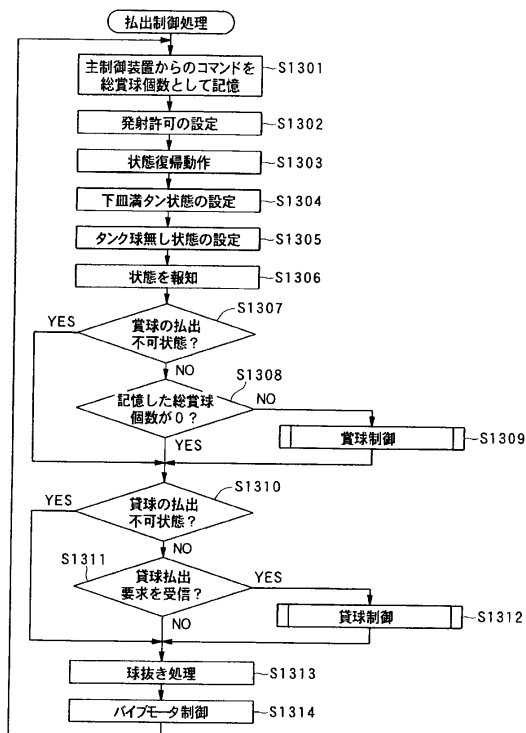 払出制御処理
主制御装置からのコマンドを
総賞球個数として記憶
S1301
発射許可の設定
S1302
状態復帰動作
S1303
下皿満タン状態の設定
S1304
タンク球無し状態の設定
S1305
状態を報知
S1306
S1307
YES
賞球の払出
不可状態?
NO
S1308
記憶した総賞球
個数が0?
NO
YES
賞球制御
S1309
S1310
YES
貸球の払出
不可状態?
NO
S1311
貸球払出
要求を受信?
YES
NO
貸球制御
S1312
球抜き処理
S1313
バイブモータ制御
S1314